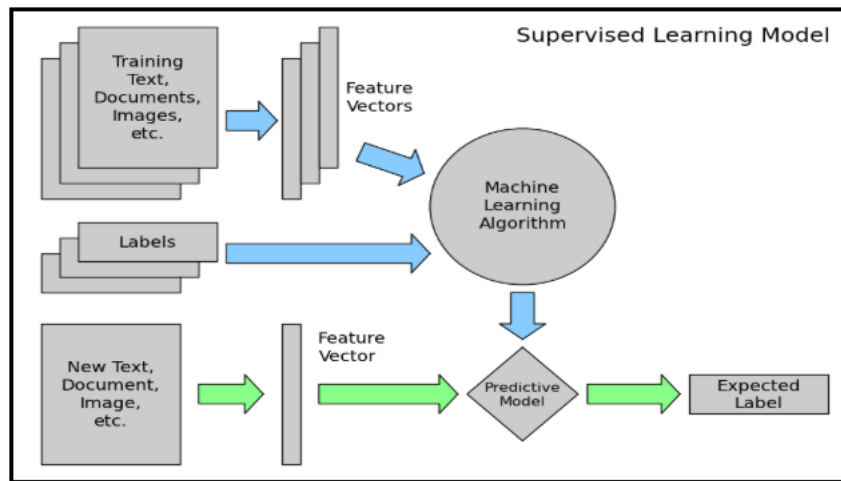 Supervised Learning Model
Training
Text,
Documents,
Images,
etc.
Feature
Vectors
Machine
Learning
Algorithm
Labels
New Text,
Document,
Image,
etc.
Feature
Vector
Predictive
Model
Expected
Label